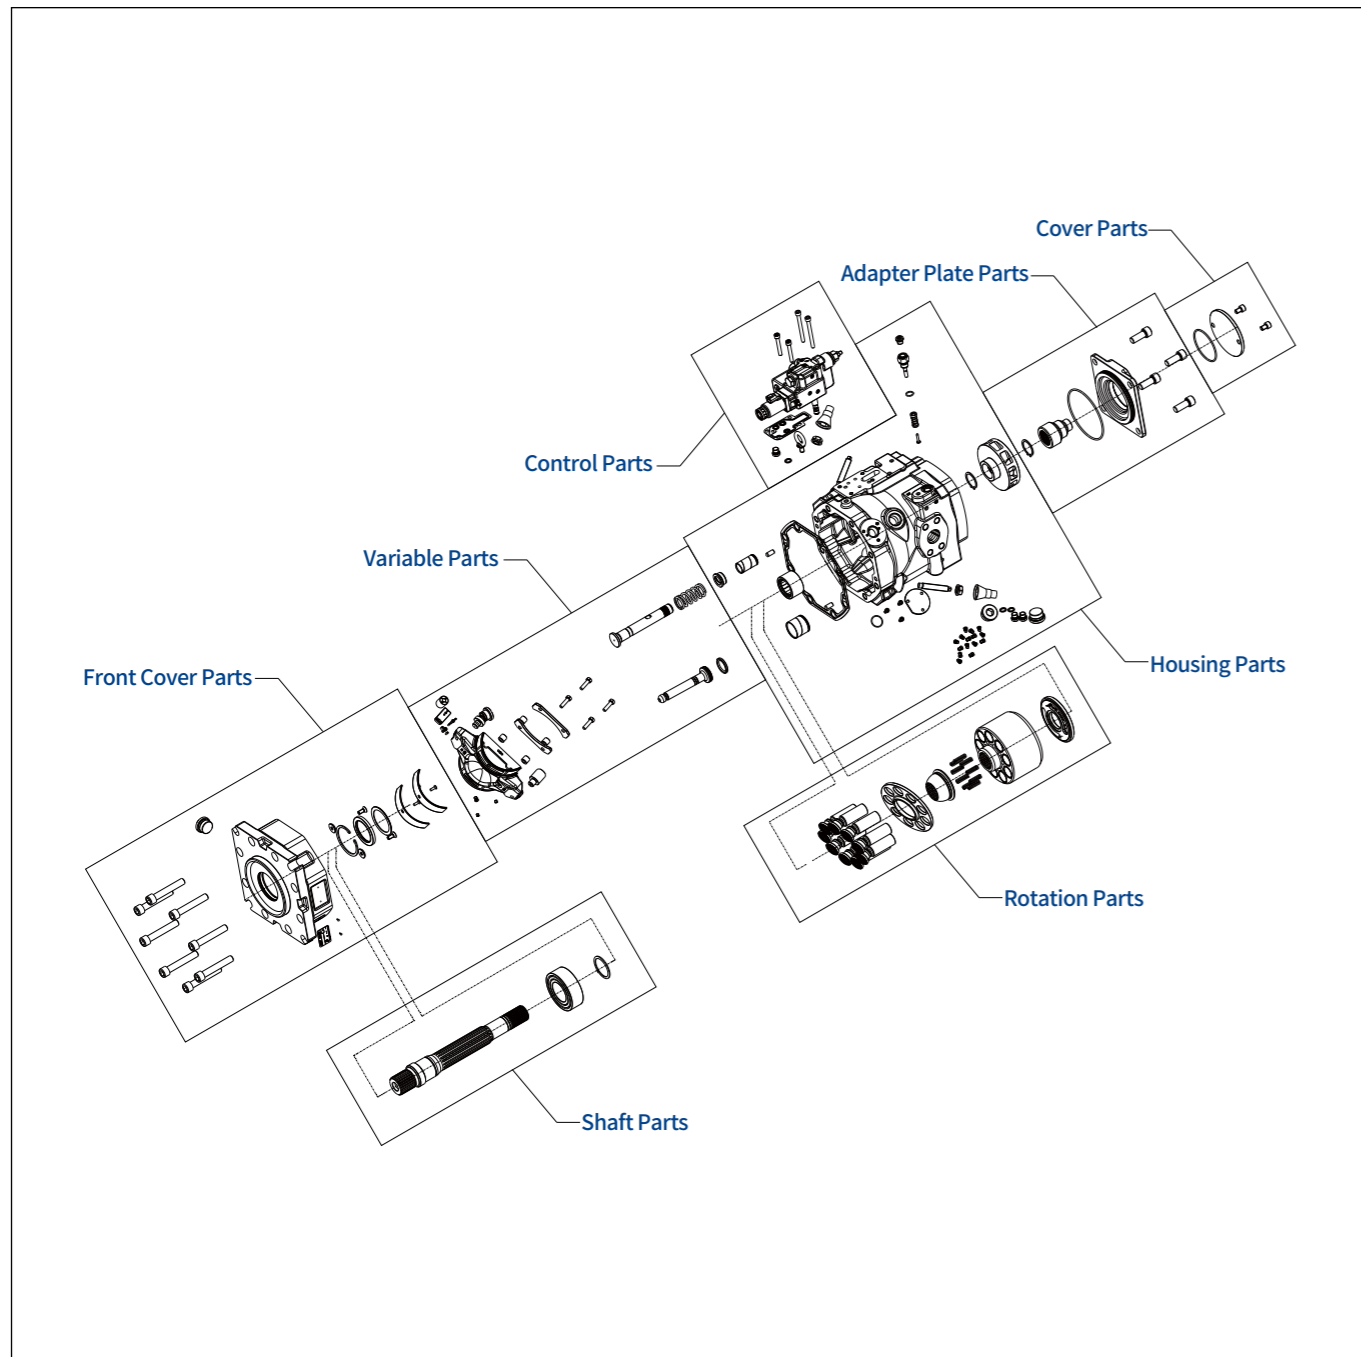 Cover Parts
Adapter Plate Parts
Control Parts
Variable Parts
Housing Parts
Front Cover Parts
Rotation Parts
Shaft Parts